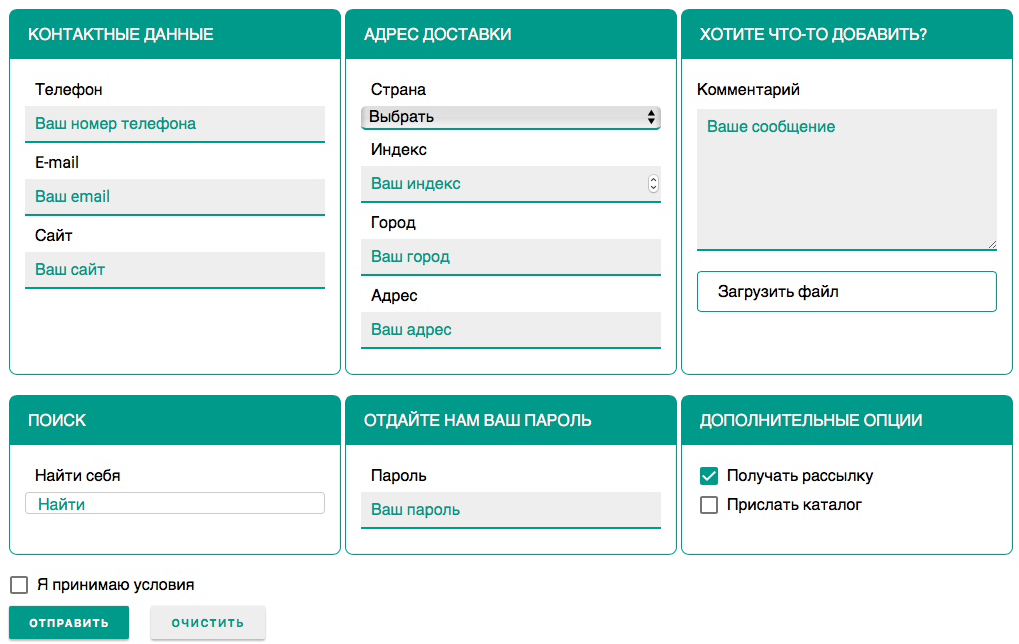 КОНТАКТНЫЕ ДАННЫЕ
Телефон
Ваш номер телефона
E-mail
Ваш email
Сайт
Ваш сайт
АДРЕС ДОСТАВКИ
Страна
Выбрать
Индекс
Ваш индекс
Город
Ваш город
Адрес
Ваш адрес
ХОТИТЕ ЧТО-ТО ДОБАВИТЬ?
Комментарий
Ваше сообщение
Загрузить файл
ПОИСК
Найти себя
Найти
ОТДАЙТЕ НАМ ВАШ ПАРОЛЬ
Пароль
Ваш пароль
ДОПОЛНИТЕЛЬНЫЕ ОПЦИИ
Получать рассылку
Прислать каталог
Я принимаю условия
ОТПРАВИТЬ
ОЧИСТИТЬ